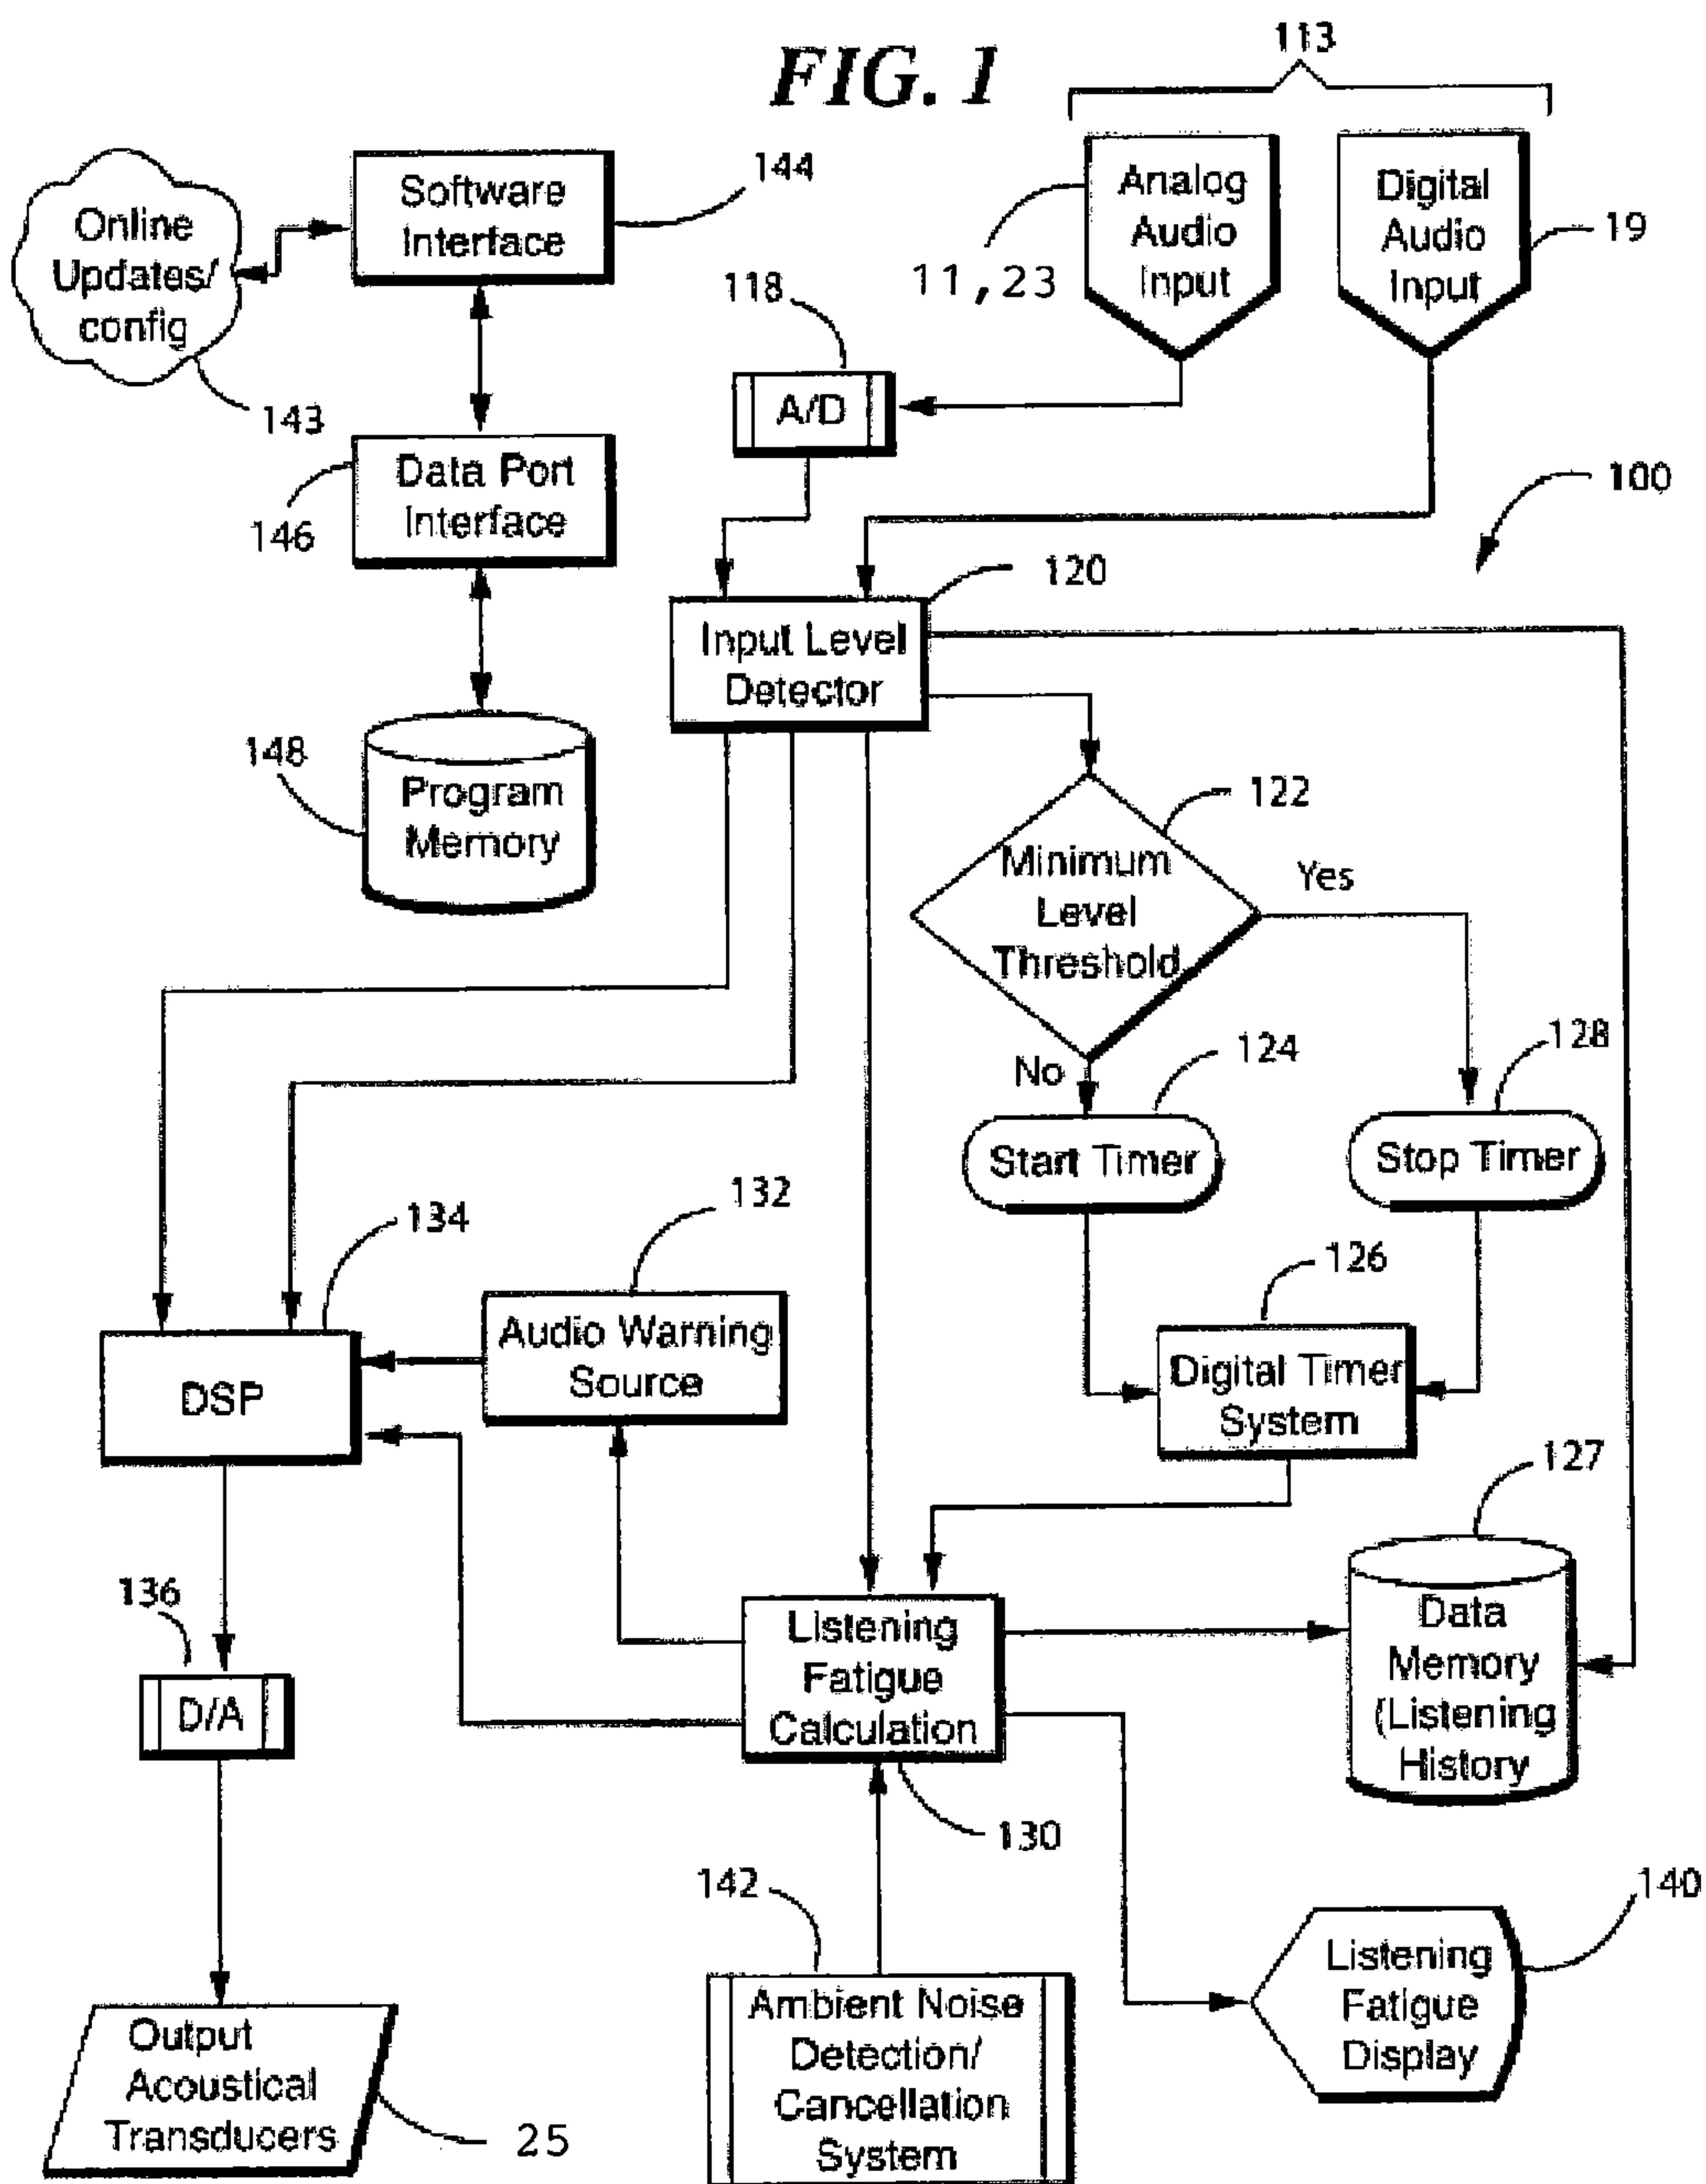 FIG. 1
113
Software
Interface
144
Online
Updates/
config
143
Analog
Audio
Input
11,23
Digital
Audio
Input
19
118
A/D
Data Port
Interface
146
100
120
Input Level
Detector
148
Program
Memory
122
Minimum
Level
Threshold
Yes
No
124
128
Start Timer
Stop Timer
132
134
126
Audio Warning
Source
DSP
Digital Timer
System
127
136
D/A
Listening
Fatigue
Calculation
Data
Memory
(Listening
History
130
142
140
Ambient Noise
Detection/
Cancellation
System
Listening
Fatigue
Display
Output
Acoustical
Transducers
25